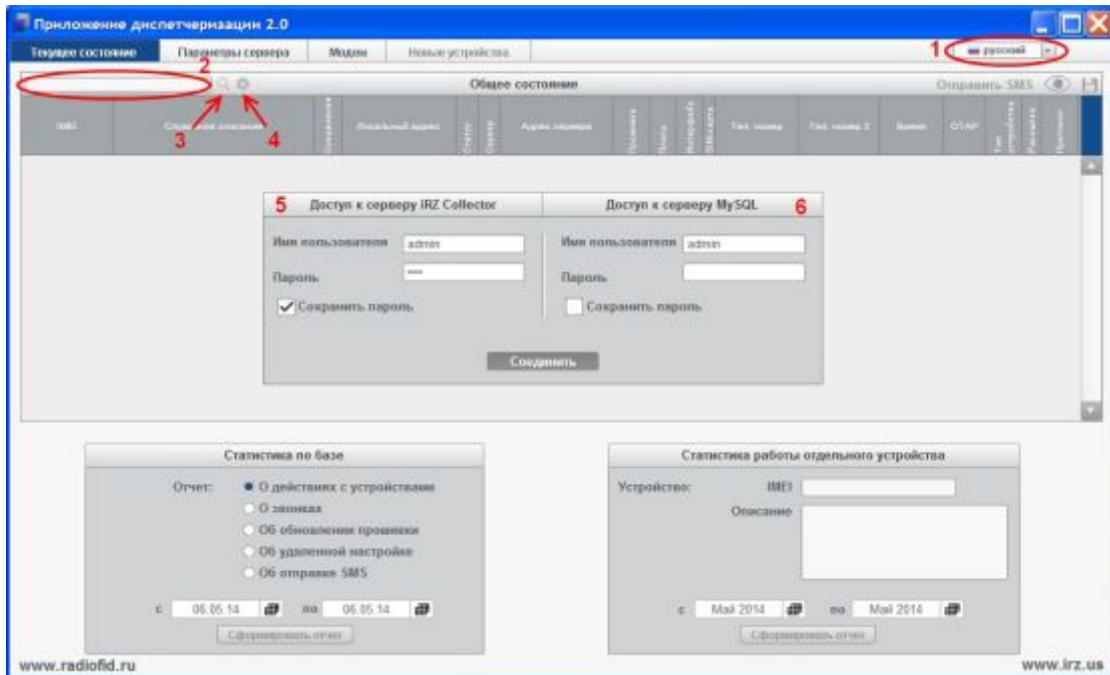 Приложение диспетчеризации 2.0
Текущее состояние Параметры сервера Модем Новые устройства 1 русский
2
Общее состояние Отправить SMS
3 4
IMEI Локальный адрес Адрес сервера Тел. номер Тел. номер 2 Время OTAP
5 Доступ к серверу iRZ Collector Доступ к серверу MySQL 6
Имя пользователя admin Имя пользователя admin
Пароль **** Пароль
Сохранить пароль Сохранить пароль
Соединить
Статистика по базе Статистика работы отдельного устройства
Отчет: О действиях с устройствами Устройство: IMEI
О звонках Описание
Об обновлении прошивки
Об удаленной настройке
Об отправке SMS
с 06.05.14 по 06.05.14 с Май 2014 по Май 2014
Сформировать отчет Сформировать отчет
www.radiofid.ru www.irz.us